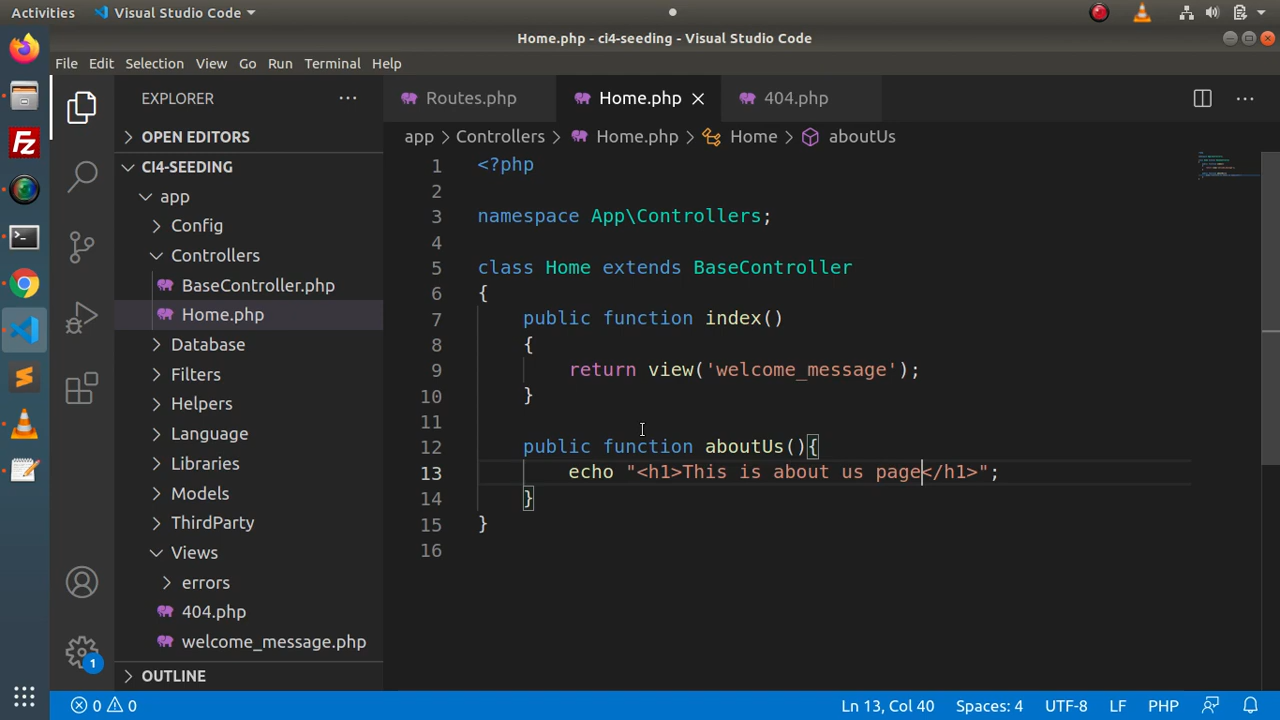 Activities Visual Studio Code
Home.php - ci4-seeding - Visual Studio Code
File Edit Selection View Go Run Terminal Help
EXPLORER
OPEN EDITORS
CI4-SEEDING
app
Config
Controllers
BaseController.php
Home.php
Database
Filters
Helpers
Language
Libraries
Models
ThirdParty
Views
errors
404.php
welcome_message.php
OUTLINE
Routes.php Home.php 404.php
app Controllers Home.php Home aboutUs
1 <?php
2
3 namespace App\Controllers;
4
5 class Home extends BaseController
6 {
7 public function index()
8 {
9 return view('welcome_message');
10 }
11
12 public function aboutUs(){
13 echo "<h1>This is about us page</h1>";
14 }
15 }
16
Fz
1
0 0 Ln 13, Col 40 Spaces: 4 UTF-8 LF PHP